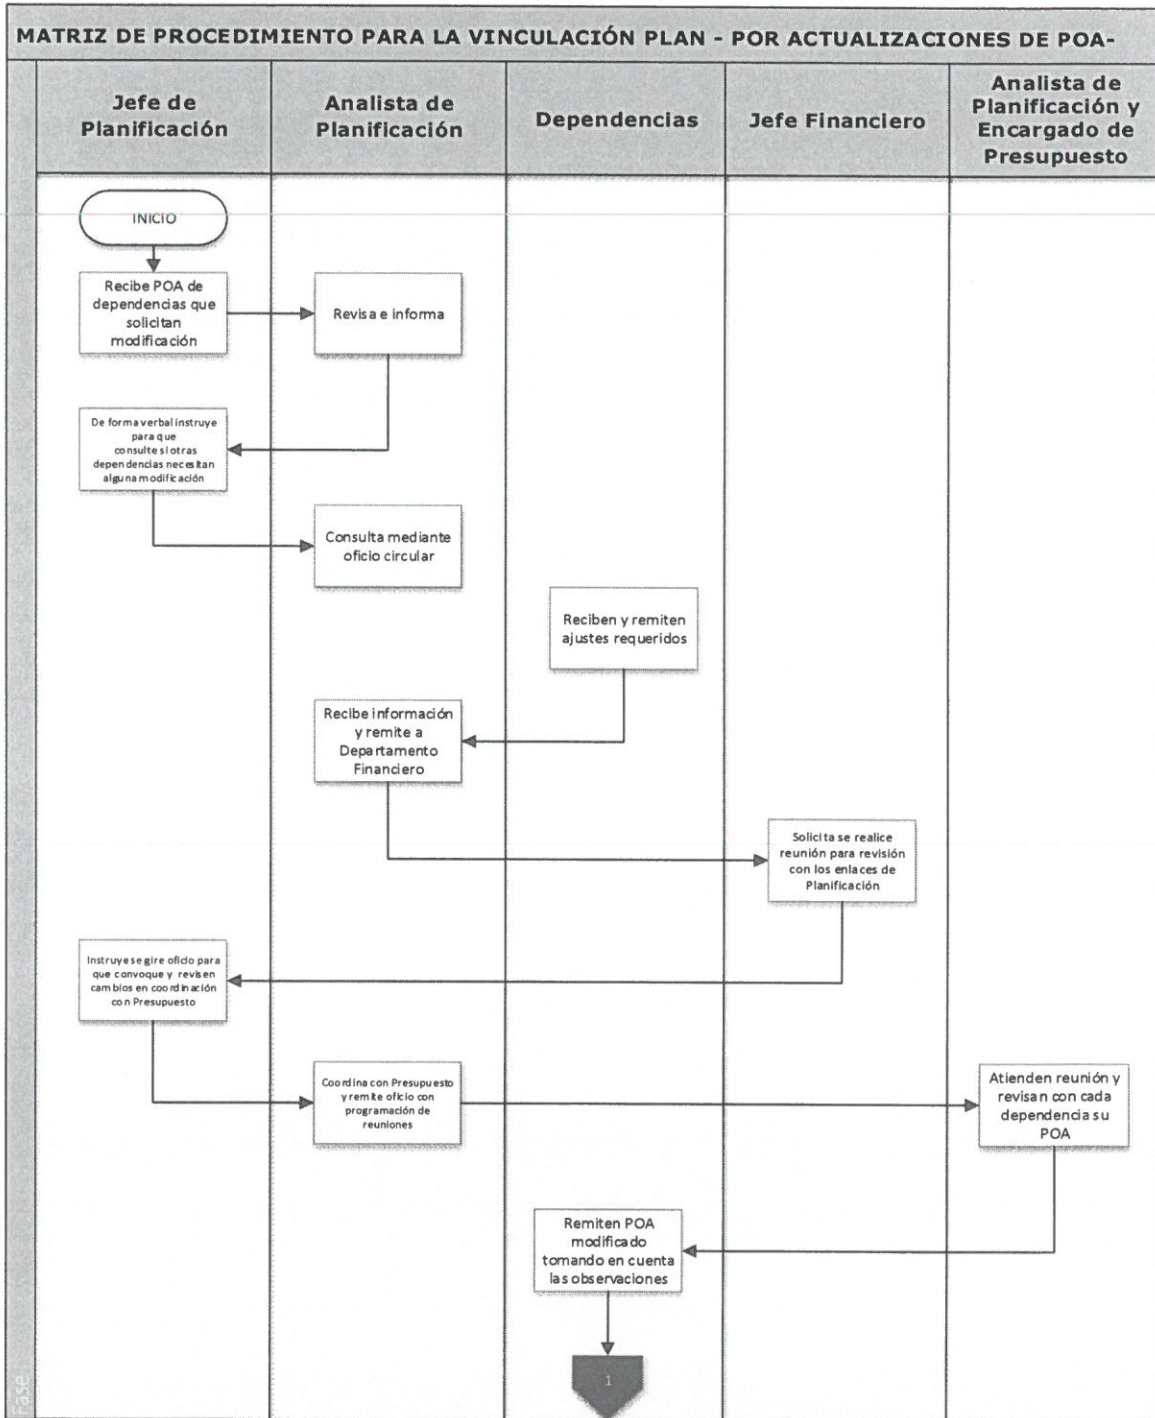 MATRIZ DE PROCEDIMIENTO PARA LA VINCULACIÓN PLAN - POR ACTUALIZACIONES DE POA-
Jefe de
Planificación
Analista de
Planificación
Dependencias
Jefe Financiero
Analista de
Planificación y
Encargado de
Presupuesto
INICIO
Recibe POA de
dependencias que
solicitan
modificación
Revisa e informa
De forma verbal instruye
para que
consulte si otras
dependencias necesitan
alguna modificación
Consulta mediante
oficio circular
Reciben y remiten
ajustes requeridos
Recibe información
y remite a
Departamento
Financiero
Solicita se realice
reunión para revisión
con los enlaces de
Planificación
Instruye se gire oficio para
que convoque y revisen
cambios en coordinación
con Presupuesto
Coordina con Presupuesto
y remite oficio con
programación de
reuniones
Atienden reunión y
revisan con cada
dependencia su
POA
Remiten POA
modificado
tomando en cuenta
las observaciones
1
Fase